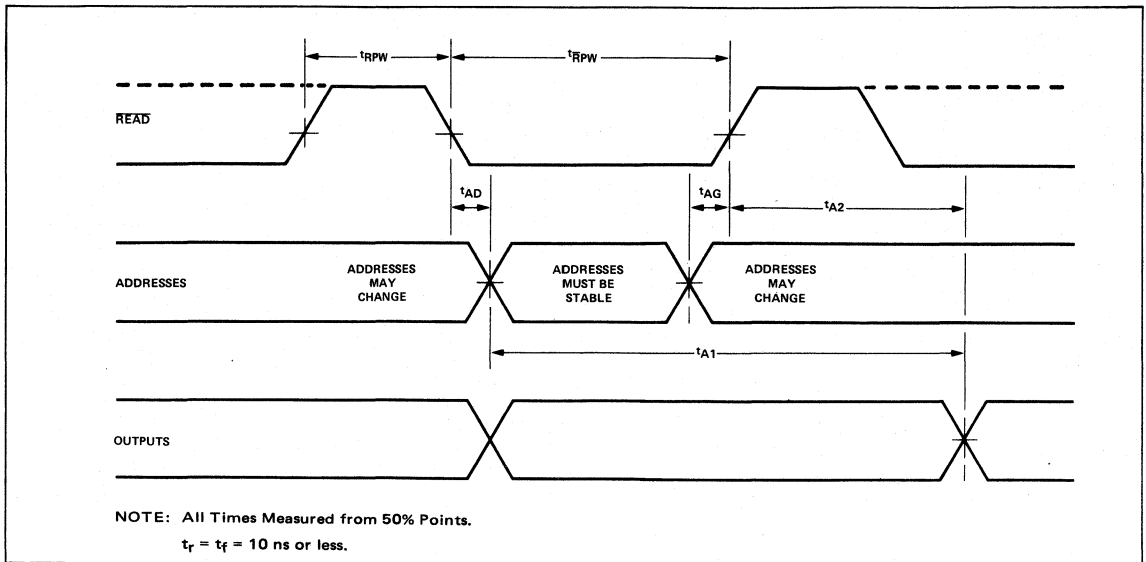 tRPW
tR̅PW
R̅E̅A̅D̅
tAD
tAG
tA2
ADDRESSES
ADDRESSES
MAY
CHANGE
ADDRESSES
MUST BE
STABLE
ADDRESSES
MAY
CHANGE
tA1
OUTPUTS
NOTE: All Times Measured from 50% Points.
tr = tf = 10 ns or less.